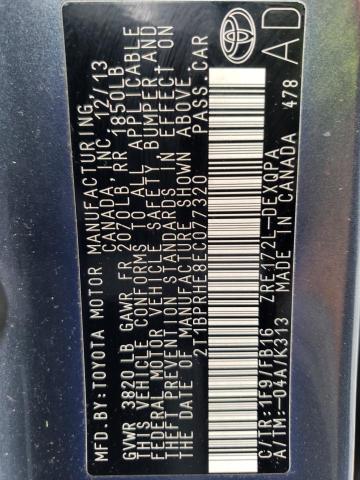 MFD.BY:TOYOTA MOTOR MANUFACTURING
CANADA, INC. 12/13
GVWR 3820 LB GAWR FR 2070LB, RR 1850LB
THIS VEHICLE CONFORMS TO ALL APPLICABLE
FEDERAL MOTOR VEHICLE SAFETY BUMPER AND
THEFT PREVENTION STANDARDS IN EFFECT ON
THE DATE OF MANUFACTURE SHOWN ABOVE.
2T1BPRHE8EC077320 PASS.CAR
C/TR:1F9/FB16 ZRE172L-DEXQPA
A/TM:-04A/K313 MADE IN CANADA 478
AD